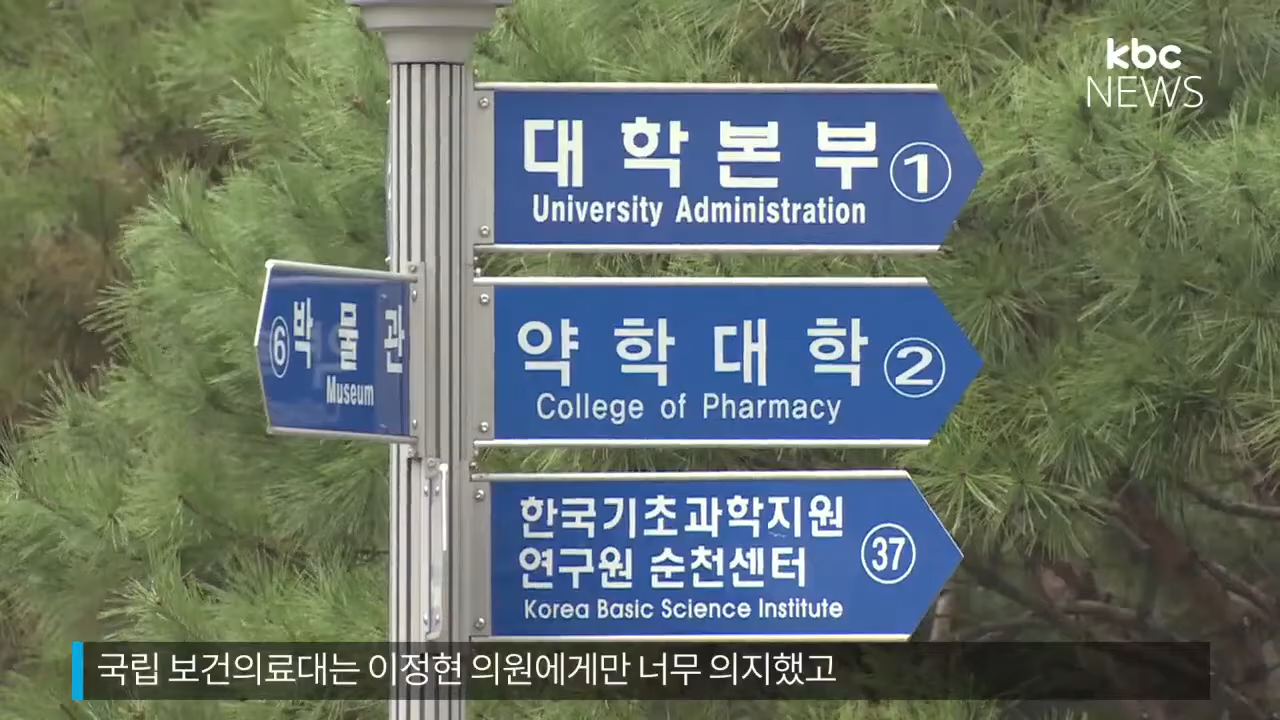 kbc
NEWS
대학본부 ①
University Administration
⑥ 박물관
Museum
약학대학 ②
College of Pharmacy
한국기초과학지원
연구원 순천센터 37
Korea Basic Science Institute
국립 보건의료대는 이정현 의원에게만 너무 의지했고